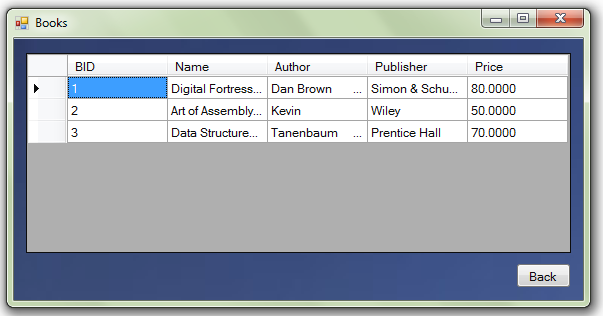 Books
BID Name Author Publisher Price
1 Digital Fortress... Dan Brown ... Simon & Schu... 80.0000
2 Art of Assembly... Kevin Wiley 50.0000
3 Data Structure... Tanenbaum ... Prentice Hall 70.0000
Back